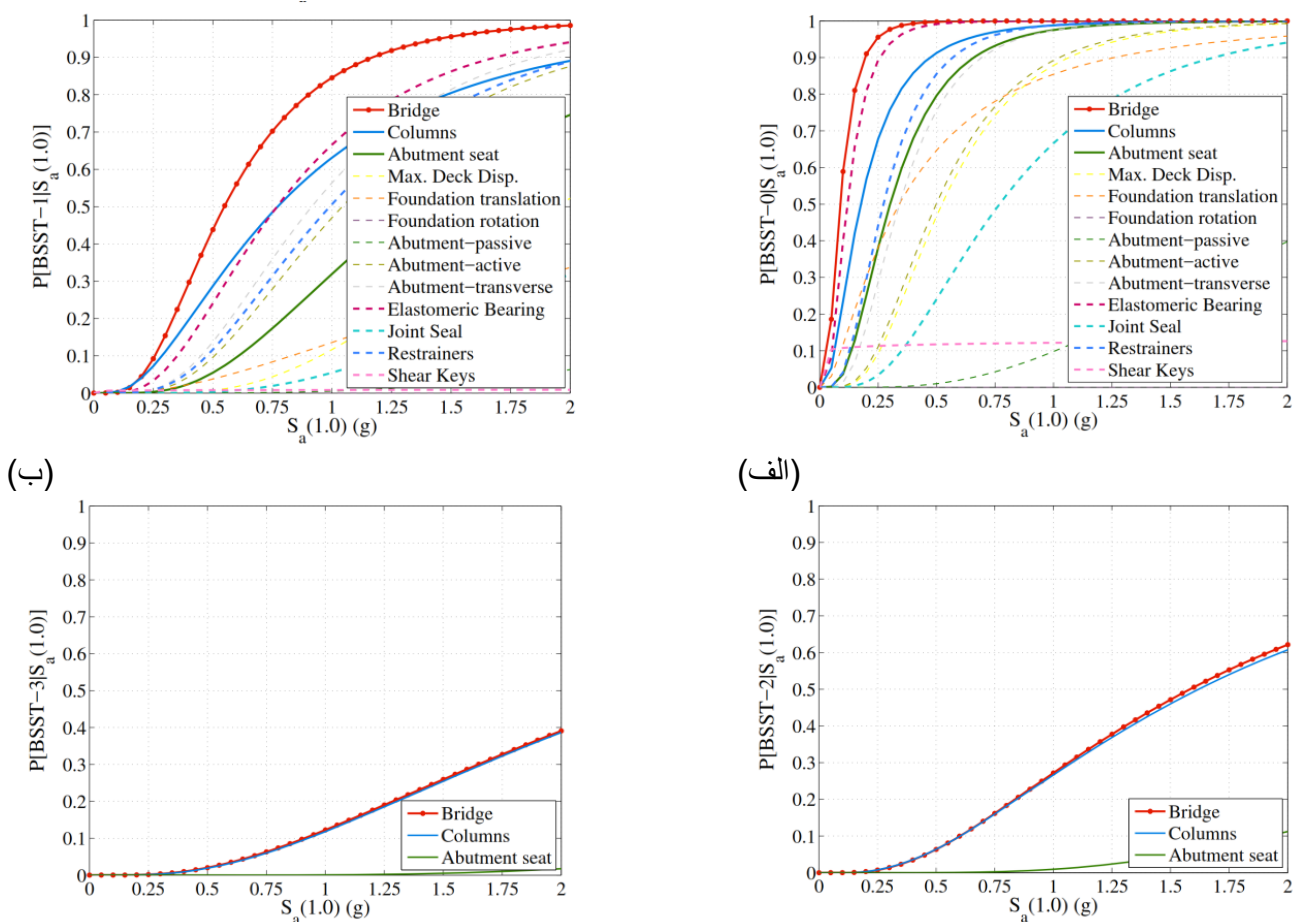 P[BSST−1|Sa(1.0)]
1
0.9
0.8
0.7
0.6
0.5
0.4
0.3
0.2
0.1
0
Bridge
Columns
Abutment seat
Max. Deck Disp.
Foundation translation
Foundation rotation
Abutment−passive
Abutment−active
Abutment−transverse
Elastomeric Bearing
Joint Seal
Restrainers
Shear Keys
0 0.25 0.5 0.75 1 1.25 1.5 1.75 2
Sa(1.0) (g)
P[BSST−0|Sa(1.0)]
1
0.9
0.8
0.7
0.6
0.5
0.4
0.3
0.2
0.1
0
Bridge
Columns
Abutment seat
Max. Deck Disp.
Foundation translation
Foundation rotation
Abutment−passive
Abutment−active
Abutment−transverse
Elastomeric Bearing
Joint Seal
Restrainers
Shear Keys
0 0.25 0.5 0.75 1 1.25 1.5 1.75 2
Sa(1.0) (g)
(ب)
(الف)
P[BSST−3|Sa(1.0)]
1
0.9
0.8
0.7
0.6
0.5
0.4
0.3
0.2
0.1
0
Bridge
Columns
Abutment seat
0 0.25 0.5 0.75 1 1.25 1.5 1.75 2
Sa(1.0) (g)
P[BSST−2|Sa(1.0)]
1
0.9
0.8
0.7
0.6
0.5
0.4
0.3
0.2
0.1
0
Bridge
Columns
Abutment seat
0 0.25 0.5 0.75 1 1.25 1.5 1.75 2
Sa(1.0) (g)